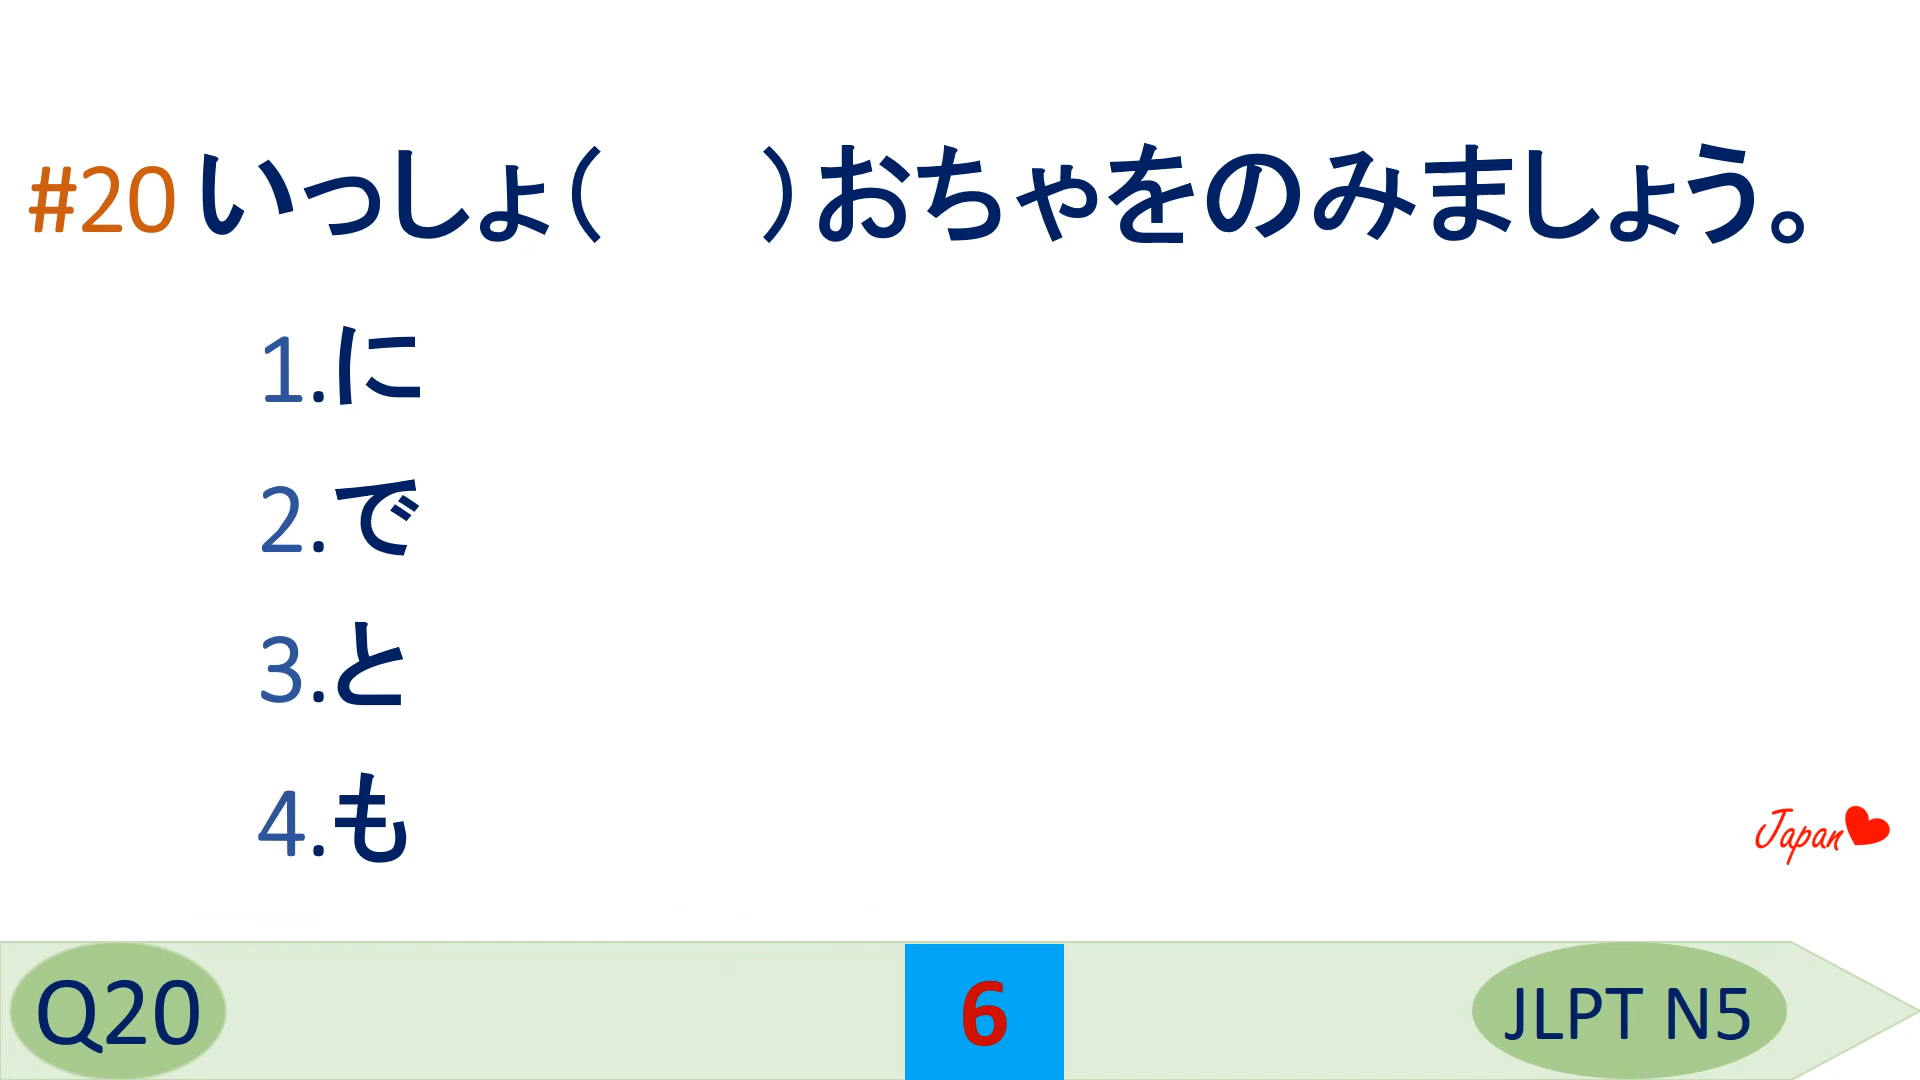 #20 いっしょ(　　)おちゃをのみましょう。
1.に
2.で
3.と
4.も
Japan
Q20
6
JLPT N5